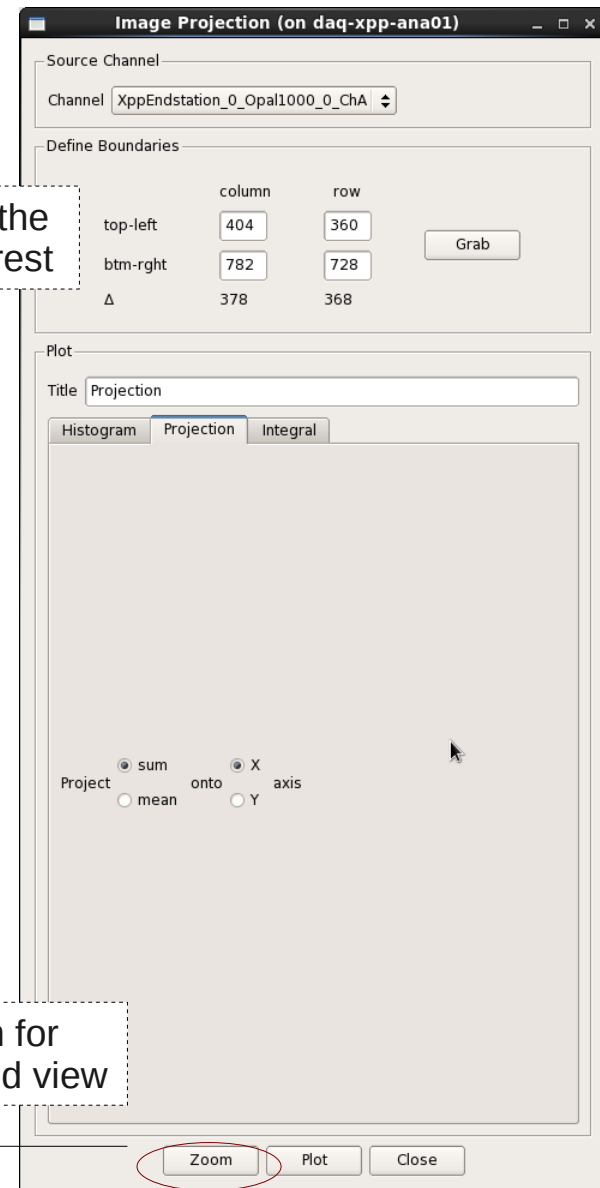 Image Projection (on daq-xpp-ana01)
Source Channel
Channel XppEndstation_0_Opal1000_0_ChA
Define Boundaries
column row
the
rest
top-left 404 360
Grab
btm-rght 782 728
Δ 378 368
Plot
Title Projection
Histogram Projection Integral
sum X
Project onto axis
mean Y
for
d view
Zoom Plot Close